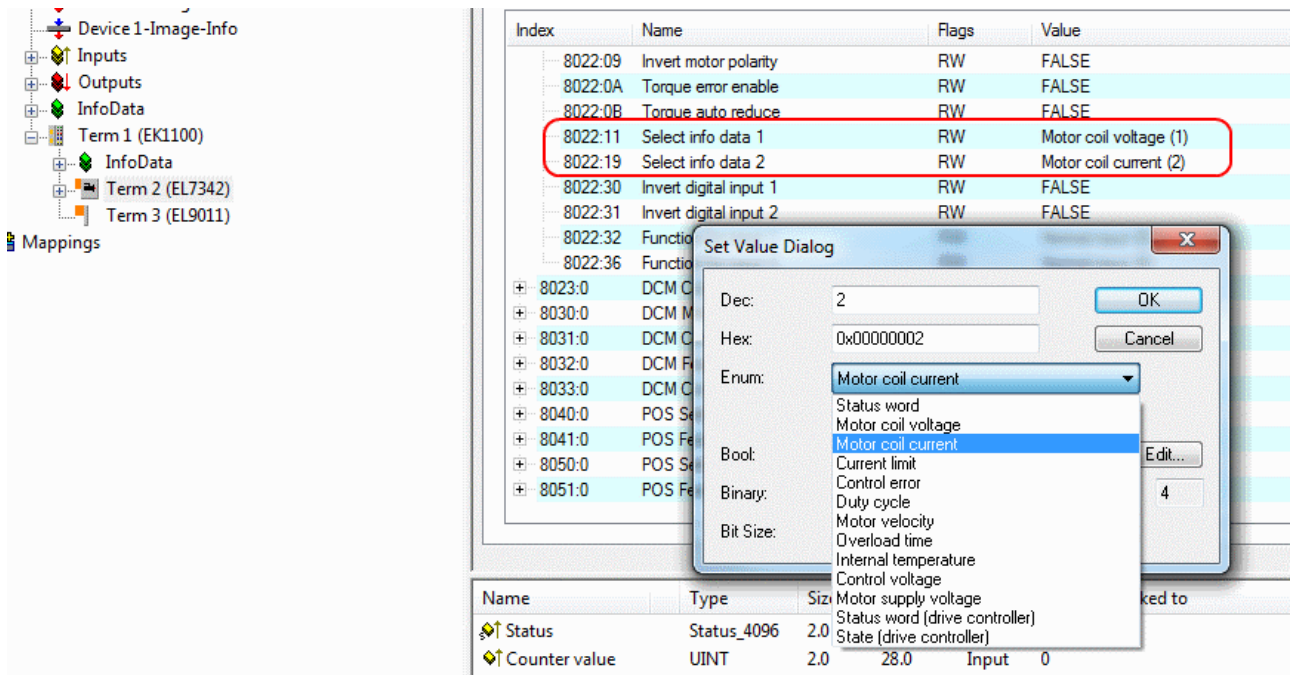 Device 1-Image-Info
Inputs
Outputs
InfoData
Term 1 (EK1100)
InfoData
Term 2 (EL7342)
Term 3 (EL9011)
Mappings
Index Name Flags Value
8022:09 Invert motor polarity RW FALSE
8022:0A Torque error enable RW FALSE
8022:0B Torque auto reduce RW FALSE
8022:11 Select info data 1 RW Motor coil voltage (1)
8022:19 Select info data 2 RW Motor coil current (2)
8022:30 Invert digital input 1 RW FALSE
8022:31 Invert digital input 2 RW FALSE
8022:32 Functio
8022:36 Functio
8023:0 DCM C
8030:0 DCM M
8031:0 DCM C
8032:0 DCM Fe
8033:0 DCM C
8040:0 POS Se
8041:0 POS Fe
8050:0 POS Se
8051:0 POS Fe
Set Value Dialog
Dec: 2 OK
Hex: 0x00000002 Cancel
Enum: Motor coil current
Status word
Motor coil voltage
Motor coil current
Current limit
Control error
Duty cycle
Motor velocity
Overload time
Internal temperature
Control voltage
Motor supply voltage
Status word (drive controller)
State (drive controller)
Bool: Edit...
Binary: 4
Bit Size:
Name Type Siz ked to
Status Status_4096 2.0
Counter value UINT 2.0 28.0 Input 0